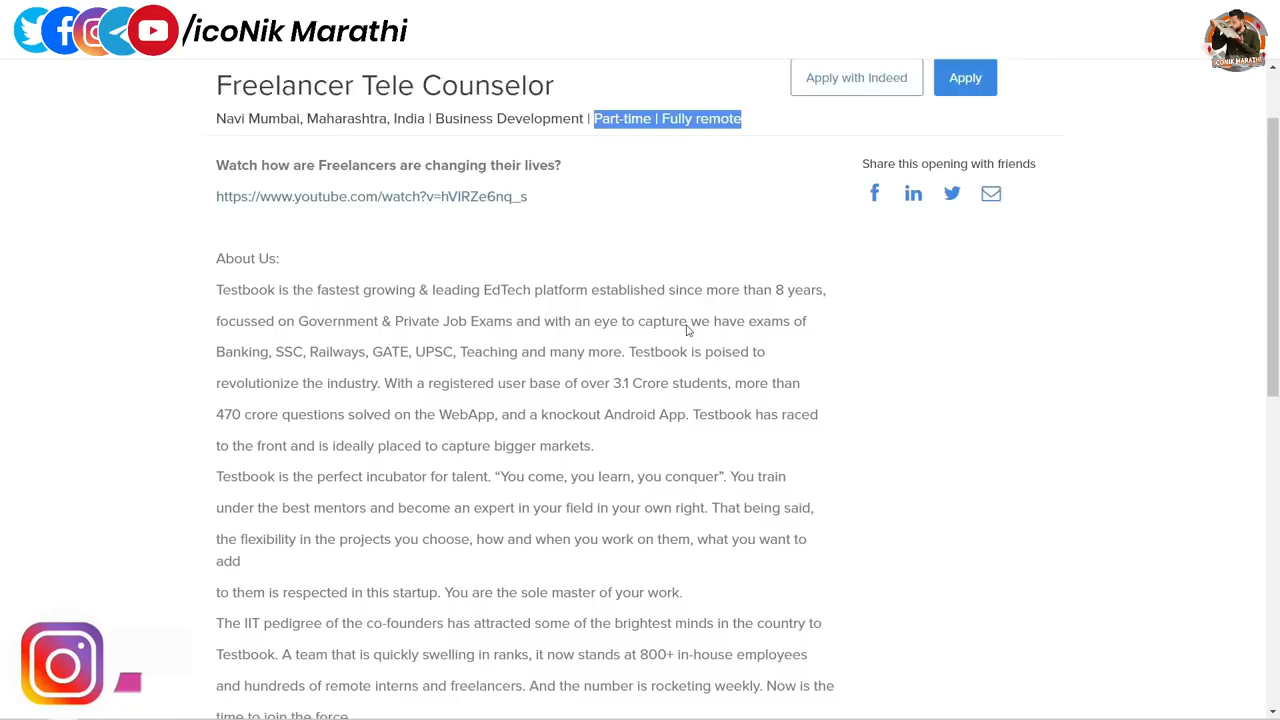 /icoNik Marathi
ICONIK MARATHI
Freelancer Tele Counselor
Apply with Indeed
Apply
Navi Mumbai, Maharashtra, India | Business Development | Part-time | Fully remote
Watch how are Freelancers are changing their lives?
Share this opening with friends
https://www.youtube.com/watch?v=hVIRZe6nq_s
About Us:
Testbook is the fastest growing & leading EdTech platform established since more than 8 years,
focussed on Government & Private Job Exams and with an eye to capture we have exams of
Banking, SSC, Railways, GATE, UPSC, Teaching and many more. Testbook is poised to
revolutionize the industry. With a registered user base of over 3.1 Crore students, more than
470 crore questions solved on the WebApp, and a knockout Android App. Testbook has raced
to the front and is ideally placed to capture bigger markets.
Testbook is the perfect incubator for talent. “You come, you learn, you conquer”. You train
under the best mentors and become an expert in your field in your own right. That being said,
the flexibility in the projects you choose, how and when you work on them, what you want to
add
to them is respected in this startup. You are the sole master of your work.
The IIT pedigree of the co-founders has attracted some of the brightest minds in the country to
Testbook. A team that is quickly swelling in ranks, it now stands at 800+ in-house employees
and hundreds of remote interns and freelancers. And the number is rocketing weekly. Now is the
time to join the force